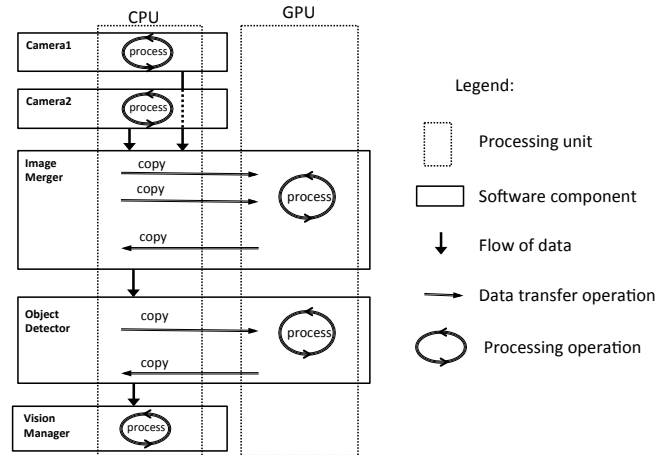 CPU
GPU
Camera1
process
Camera2
process
Image
Merger
copy
copy
process
copy
Object
Detector
copy
process
copy
Vision
Manager
process
Legend:
Processing unit
Software component
Flow of data
Data transfer operation
Processing operation